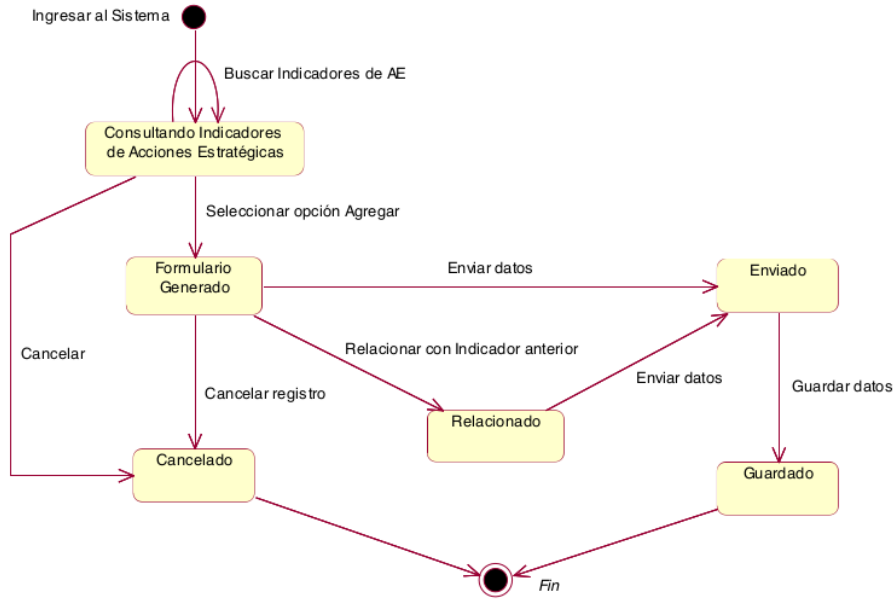 Ingresar al Sistema
Buscar Indicadores de AE
Consultando Indicadores
de Acciones Estratégicas
Seleccionar opción Agregar
Formulario
Generado
Enviar datos
Enviado
Cancelar
Relacionar con Indicador anterior
Enviar datos
Cancelar registro
Guardar datos
Relacionado
Cancelado
Guardado
Fin